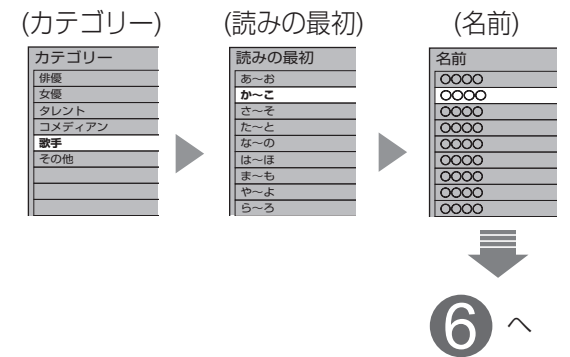 (カテゴリー)
カテゴリー
俳優
女優
タレント
コメディアン
歌手
その他
(読みの最初)
読みの最初
あ〜お
か〜こ
さ〜そ
た〜と
な〜の
は〜ほ
ま〜も
や〜よ
ら〜ろ
(名前)
名前
○○○○
○○○○
○○○○
○○○○
○○○○
○○○○
○○○○
○○○○
○○○○
6 へ